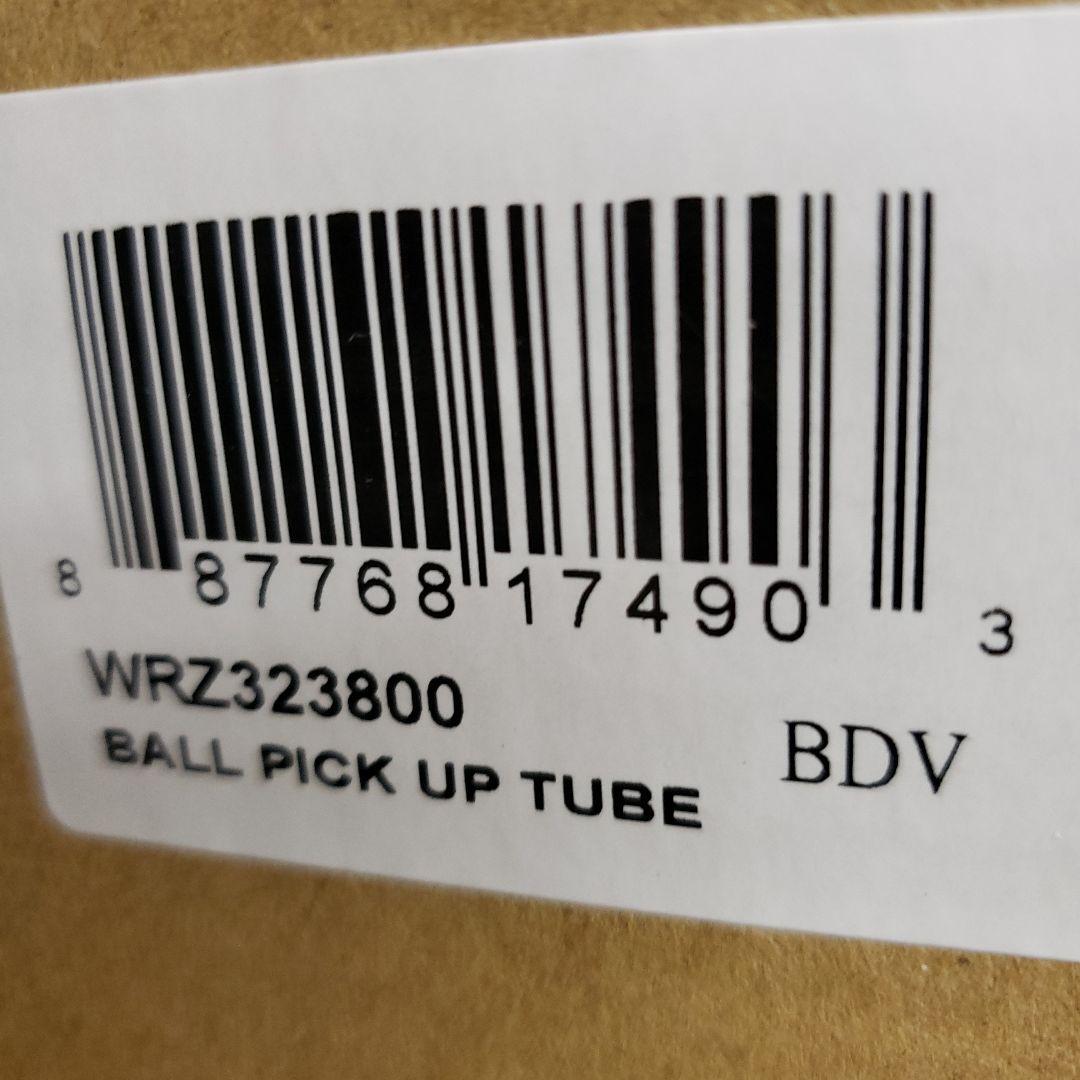 8 87768 17490 3
WRZ323800
BALL PICK UP TUBE BDV